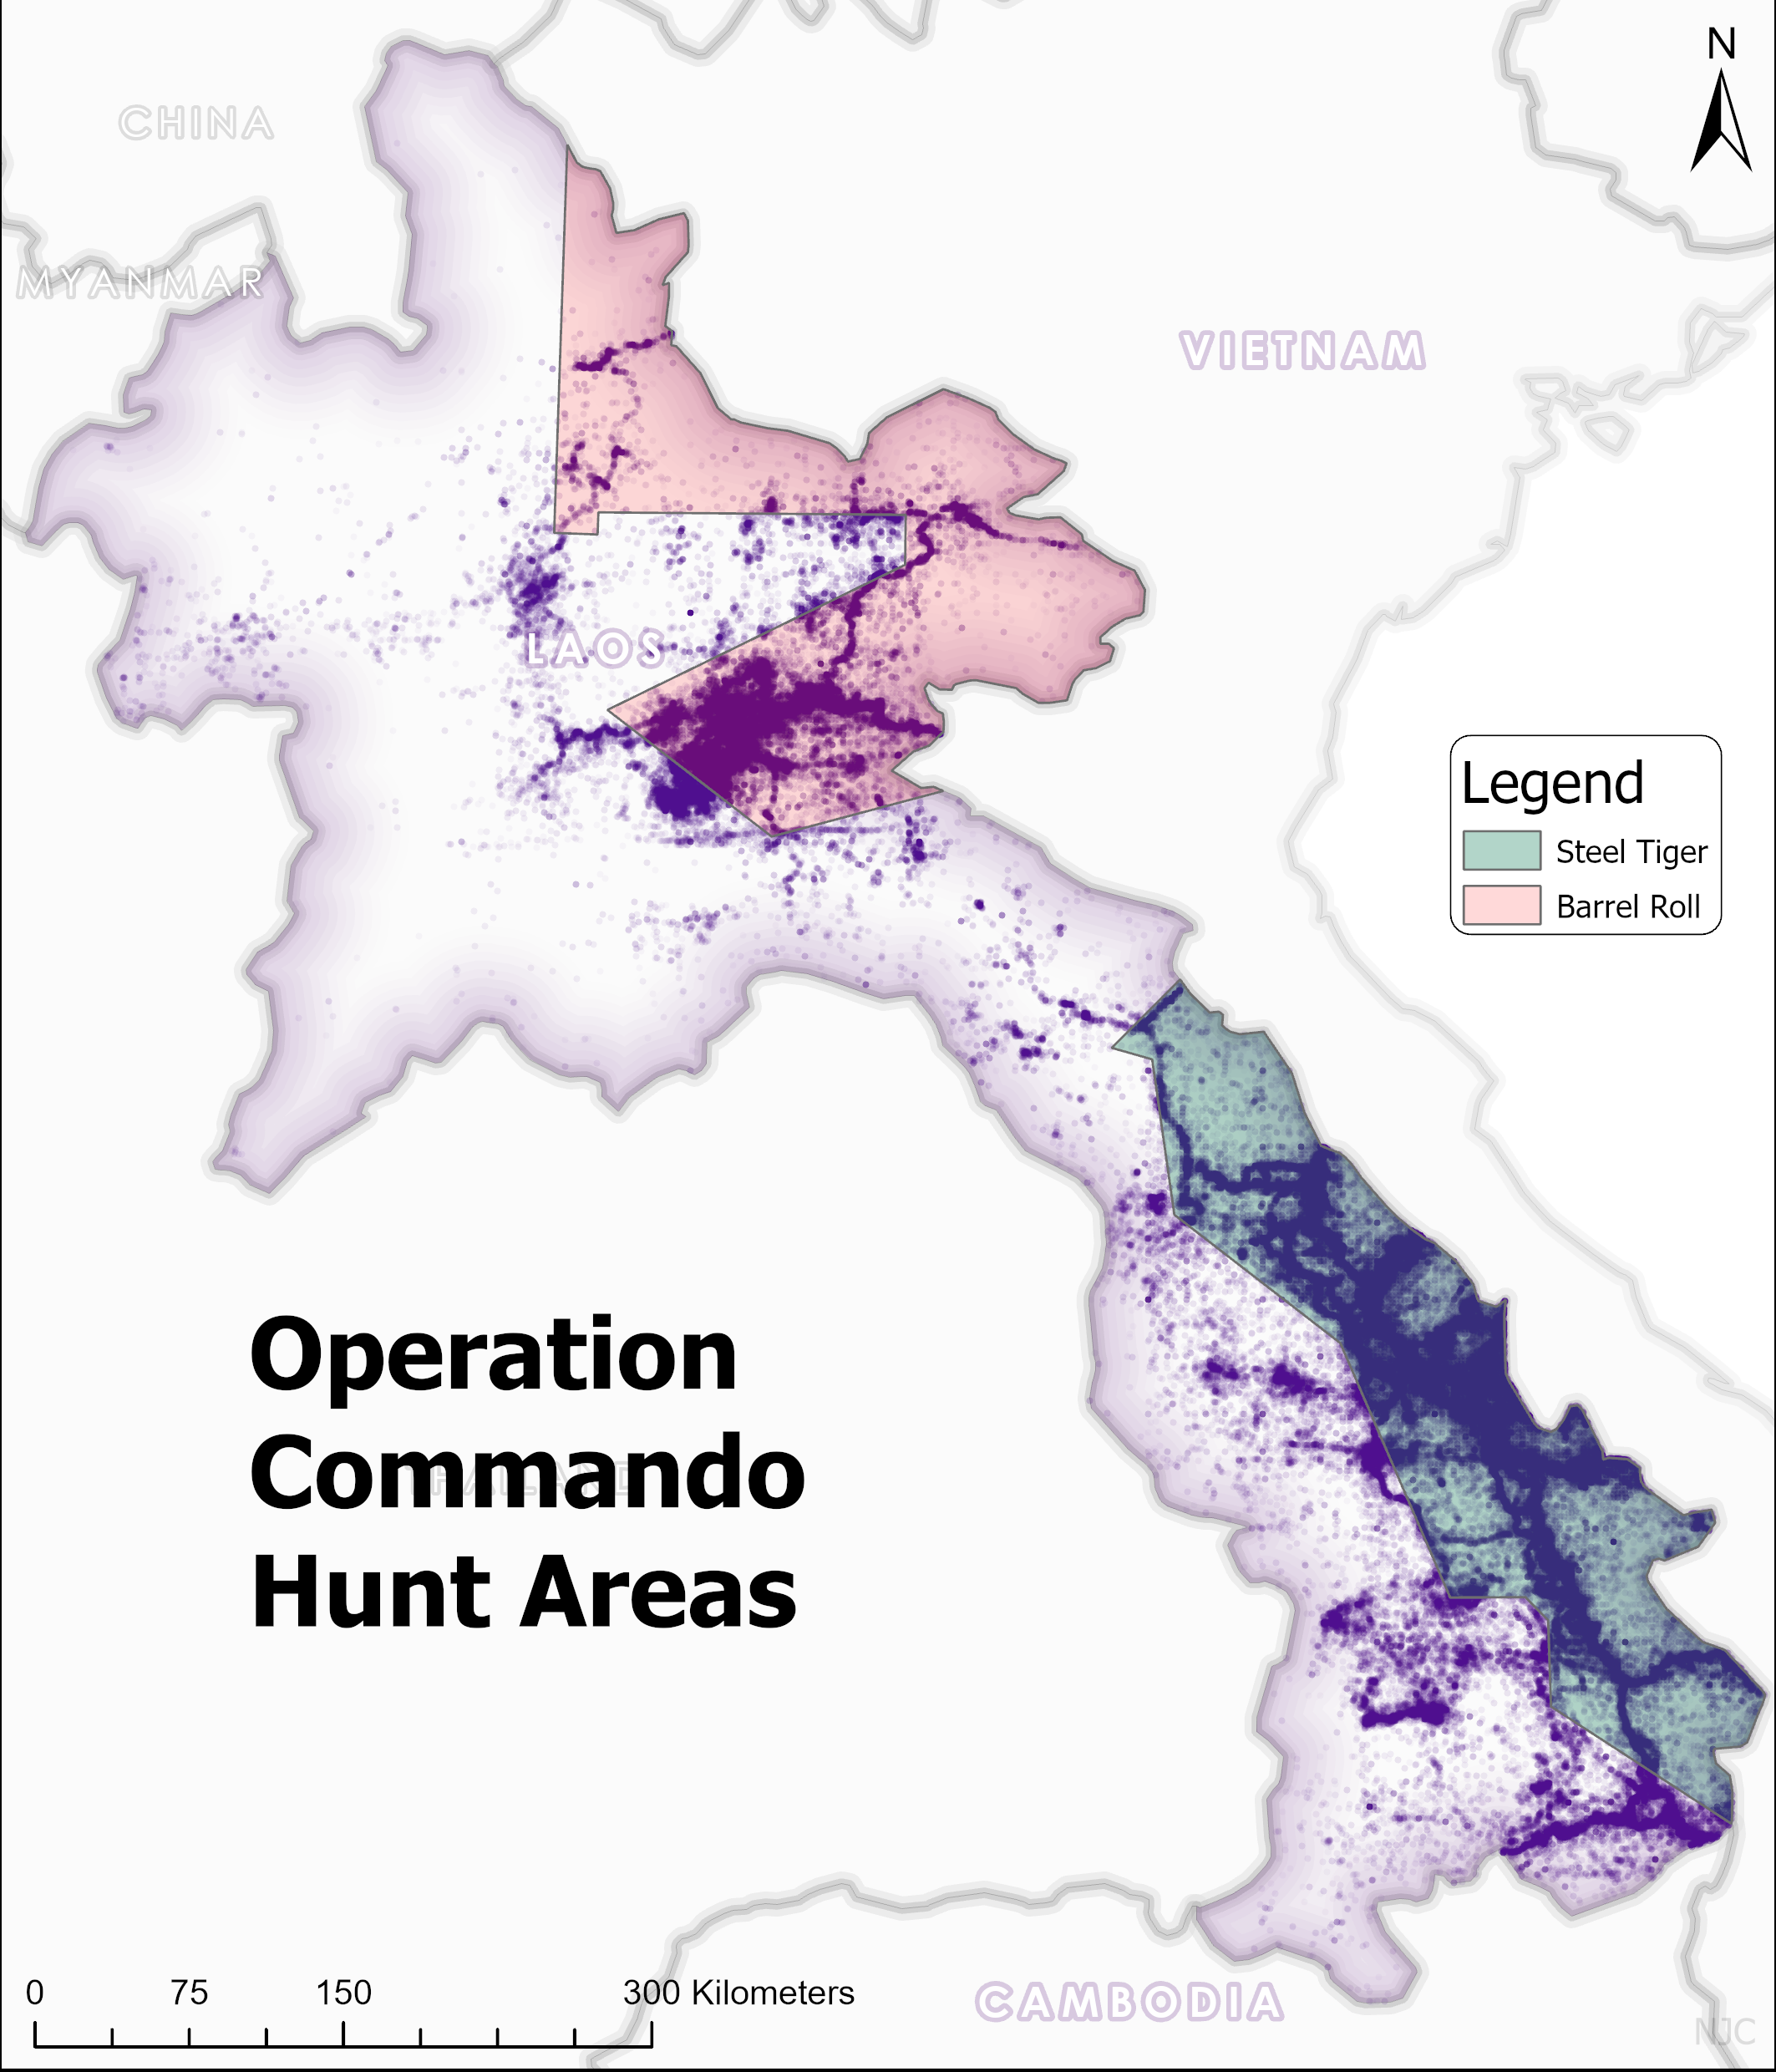 N
CHINA
MYANMAR
VIETNAM
LAOS
Legend
Steel Tiger
Barrel Roll
Operation
Commando
THAILAND
Hunt Areas
0 75 150 300 Kilometers
CAMBODIA
NJC